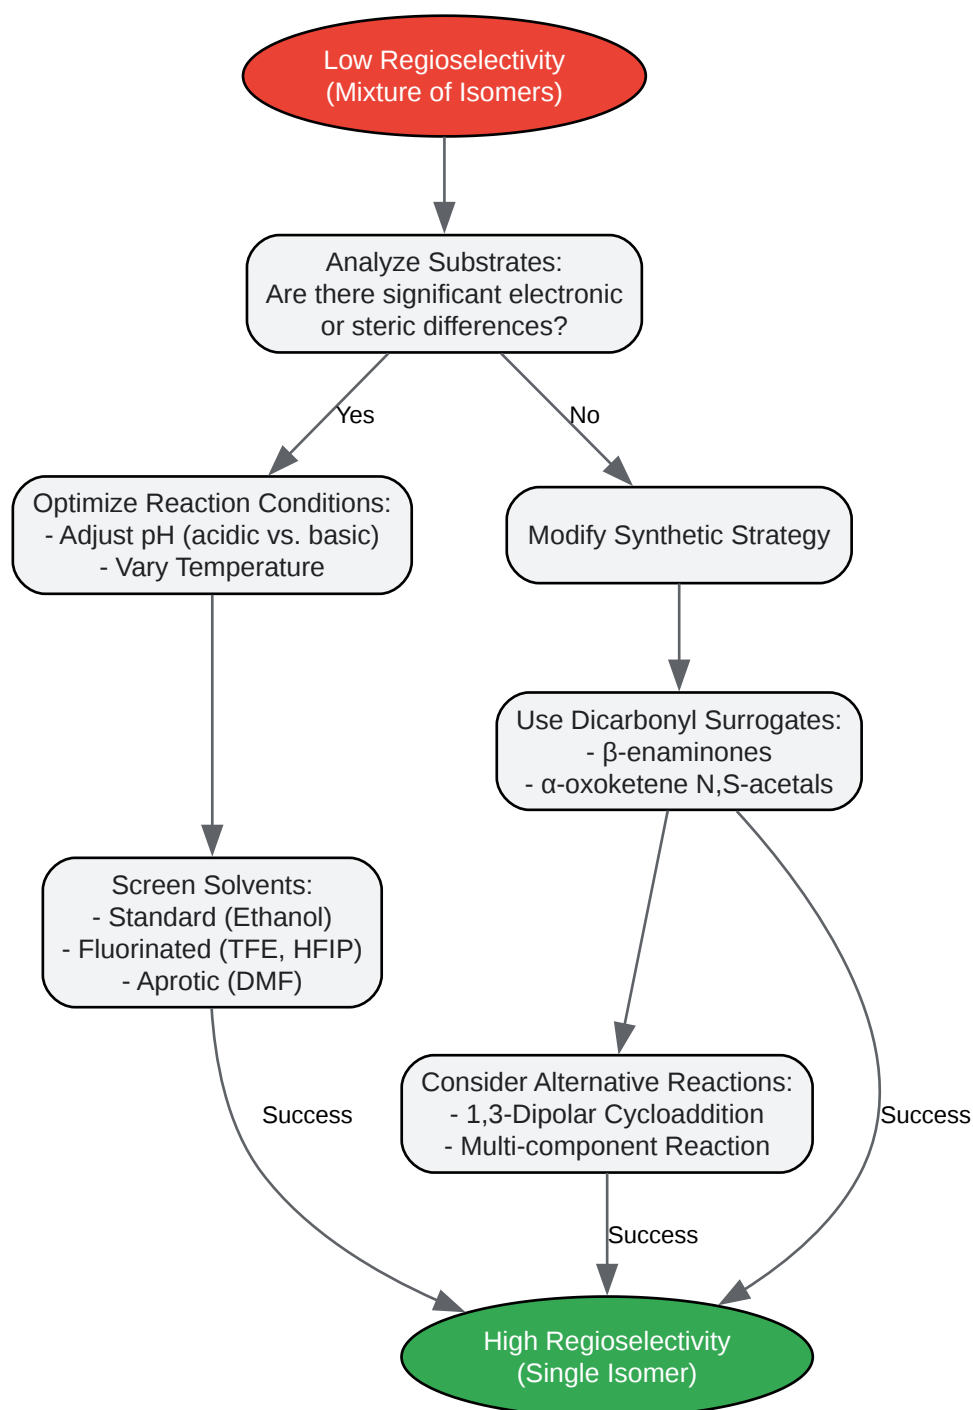 Low Regioselectivity
(Mixture of Isomers)
Analyze Substrates:
Are there significant electronic
or steric differences?
Yes
No
Optimize Reaction Conditions:
- Adjust pH (acidic vs. basic)
- Vary Temperature
Modify Synthetic Strategy
Use Dicarbonyl Surrogates:
- β-enaminones
- α-oxoketene N,S-acetals
Screen Solvents:
- Standard (Ethanol)
- Fluorinated (TFE, HFIP)
- Aprotic (DMF)
Consider Alternative Reactions:
- 1,3-Dipolar Cycloaddition
- Multi-component Reaction
Success
Success
Success
High Regioselectivity
(Single Isomer)